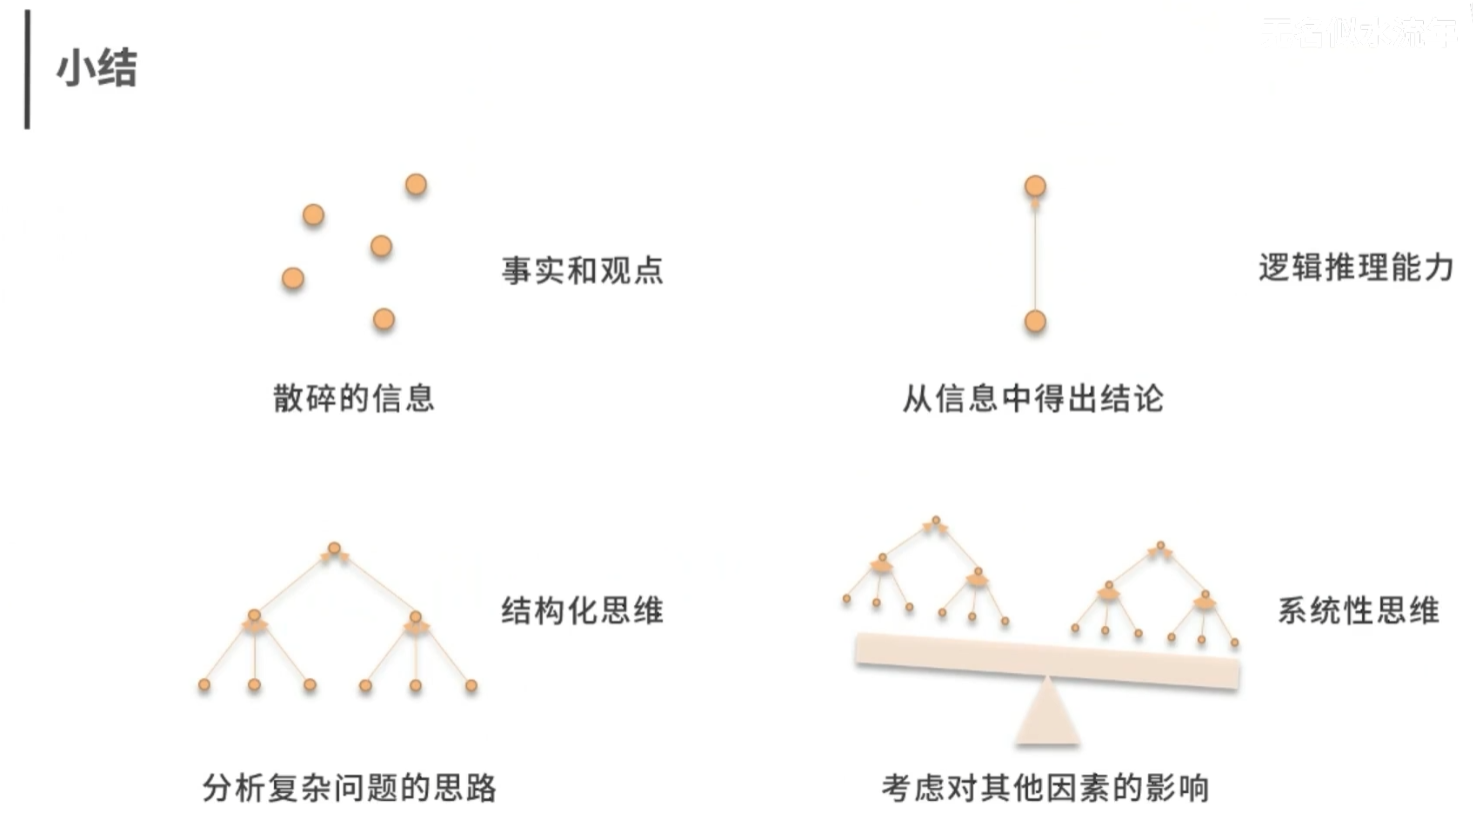 小结
事实和观点
散碎的信息
逻辑推理能力
从信息中得出结论
结构化思维
分析复杂问题的思路
系统性思维
考虑对其他因素的影响